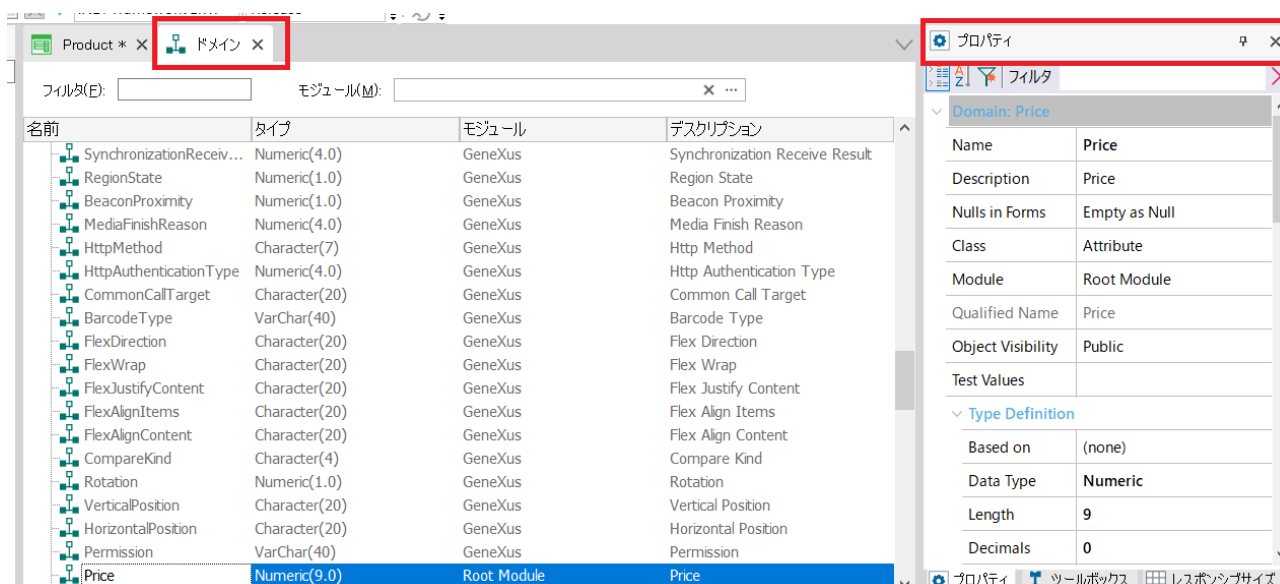 Product * ドメイン
フィルタ(F): モジュール(M):
名前 タイプ モジュール デスクリプション
SynchronizationReceiv... Numeric(4.0) GeneXus Synchronization Receive Result
RegionState Numeric(1.0) GeneXus Region State
BeaconProximity Numeric(1.0) GeneXus Beacon Proximity
MediaFinishReason Numeric(4.0) GeneXus Media Finish Reason
HttpMethod Character(7) GeneXus Http Method
HttpAuthenticationType Numeric(4.0) GeneXus Http Authentication Type
CommonCallTarget Character(20) GeneXus Common Call Target
BarcodeType VarChar(40) GeneXus Barcode Type
FlexDirection Character(20) GeneXus Flex Direction
FlexWrap Character(20) GeneXus Flex Wrap
FlexJustifyContent Character(20) GeneXus Flex Justify Content
FlexAlignItems Character(20) GeneXus Flex Align Items
FlexAlignContent Character(20) GeneXus Flex Align Content
CompareKind Character(4) GeneXus Compare Kind
Rotation Numeric(1.0) GeneXus Rotation
VerticalPosition Character(20) GeneXus Vertical Position
HorizontalPosition Character(20) GeneXus Horizontal Position
Permission VarChar(40) GeneXus Permission
Price Numeric(9.0) Root Module Price
プロパティ
フィルタ
Domain: Price
Name Price
Description Price
Nulls in Forms Empty as Null
Class Attribute
Module Root Module
Qualified Name Price
Object Visibility Public
Test Values
Type Definition
Based on (none)
Data Type Numeric
Length 9
Decimals 0
プロパティ ツールボックス レスポンシブサイズ